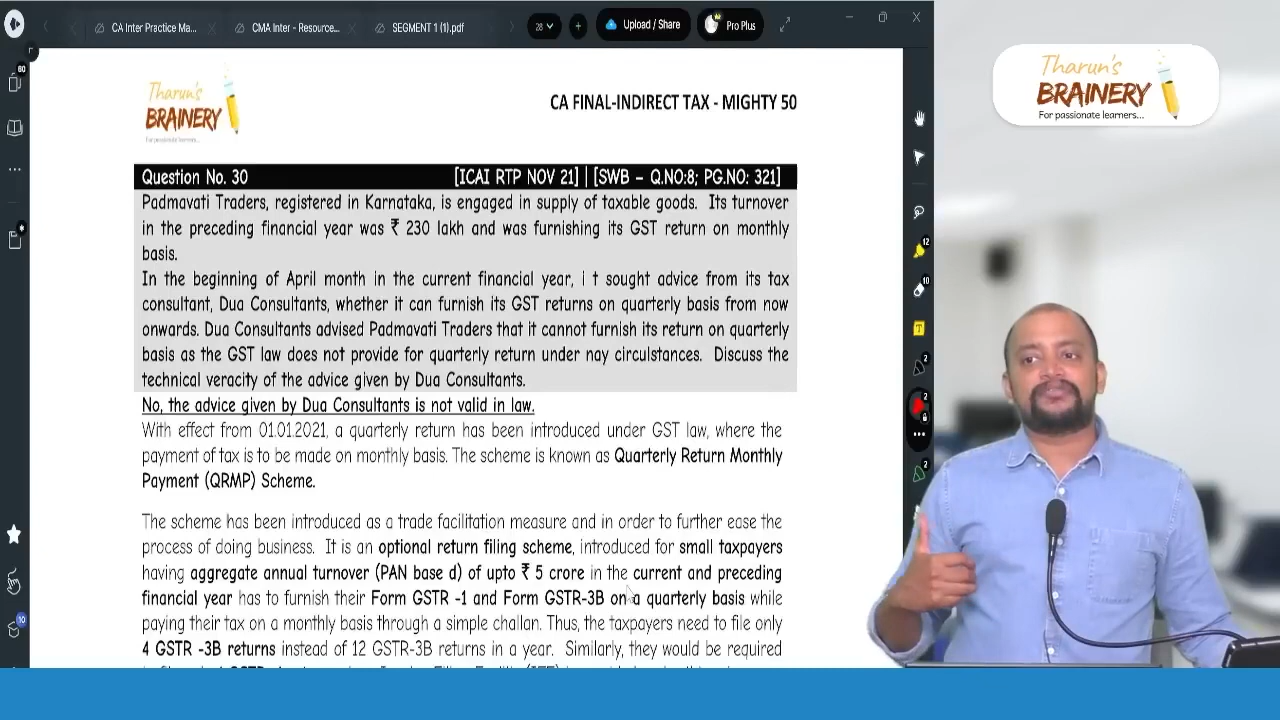 CA Inter Practice Ma...
CMA Inter - Resource...
SEGMENT 1 (1).pdf
28
Upload / Share
Pro Plus
60
Tharun's
BRAINERY
For passionate learners...
CA FINAL-INDIRECT TAX - MIGHTY 50
Tharun's
BRAINERY
For passionate learners...
Question No. 30 [ICAI RTP NOV 21] | [SWB – Q.NO:8; PG.NO: 321]
Padmavati Traders, registered in Karnataka, is engaged in supply of taxable goods. Its turnover
in the preceding financial year was ₹ 230 lakh and was furnishing its GST return on monthly
basis.
In the beginning of April month in the current financial year, i t sought advice from its tax
consultant, Dua Consultants, whether it can furnish its GST returns on quarterly basis from now
onwards. Dua Consultants advised Padmavati Traders that it cannot furnish its return on quarterly
basis as the GST law does not provide for quarterly return under nay circulstances. Discuss the
technical veracity of the advice given by Dua Consultants.
No, the advice given by Dua Consultants is not valid in law.
With effect from 01.01.2021, a quarterly return has been introduced under GST law, where the
payment of tax is to be made on monthly basis. The scheme is known as Quarterly Return Monthly
Payment (QRMP) Scheme.
The scheme has been introduced as a trade facilitation measure and in order to further ease the
process of doing business. It is an optional return filing scheme, introduced for small taxpayers
having aggregate annual turnover (PAN base d) of upto ₹ 5 crore in the current and preceding
financial year has to furnish their Form GSTR -1 and Form GSTR-3B on a quarterly basis while
paying their tax on a monthly basis through a simple challan. Thus, the taxpayers need to file only
4 GSTR -3B returns instead of 12 GSTR-3B returns in a year. Similarly, they would be required
12
10
T
2
2
2
10